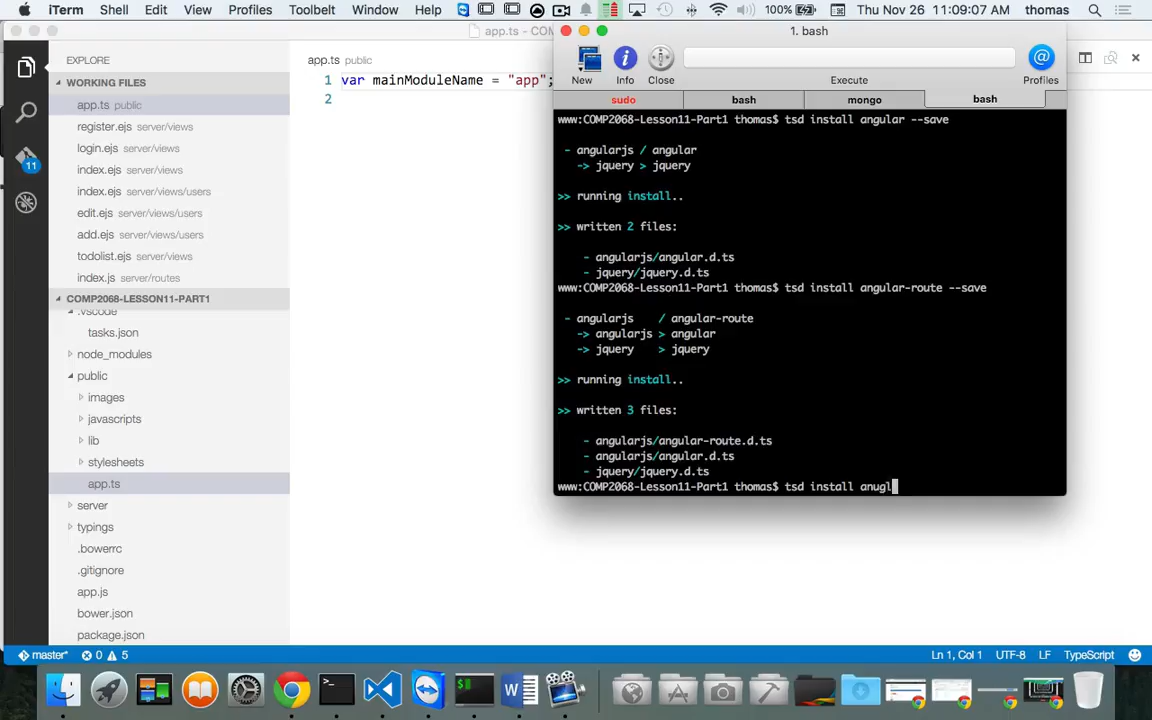 iTerm Shell Edit View Profiles Toolbelt Window Help 100% Thu Nov 26 11:09:07 AM thomas
app.ts - COM
1. bash
EXPLORE
WORKING FILES
app.ts public
register.ejs server/views
login.ejs server/views
index.ejs server/views
index.ejs server/views/users
edit.ejs server/views/users
add.ejs server/views/users
todolist.ejs server/views
index.js server/routes
COMP2068-LESSON11-PART1
.vscode
tasks.json
node_modules
public
images
javascripts
lib
stylesheets
app.ts
server
typings
.bowerrc
.gitignore
app.js
bower.json
package.json
11
app.ts public
1 var mainModuleName = "app";
2
New Info Close Execute Profiles
sudo bash mongo bash
www:COMP2068-Lesson11-Part1 thomas$ tsd install angular --save
- angularjs / angular
-> jquery > jquery
>> running install..
>> written 2 files:
- angularjs/angular.d.ts
- jquery/jquery.d.ts
www:COMP2068-Lesson11-Part1 thomas$ tsd install angular-route --save
- angularjs / angular-route
-> angularjs > angular
-> jquery > jquery
>> running install..
>> written 3 files:
- angularjs/angular-route.d.ts
- angularjs/angular.d.ts
- jquery/jquery.d.ts
www:COMP2068-Lesson11-Part1 thomas$ tsd install anugl
master* 0 5 Ln 1, Col 1 UTF-8 LF TypeScript